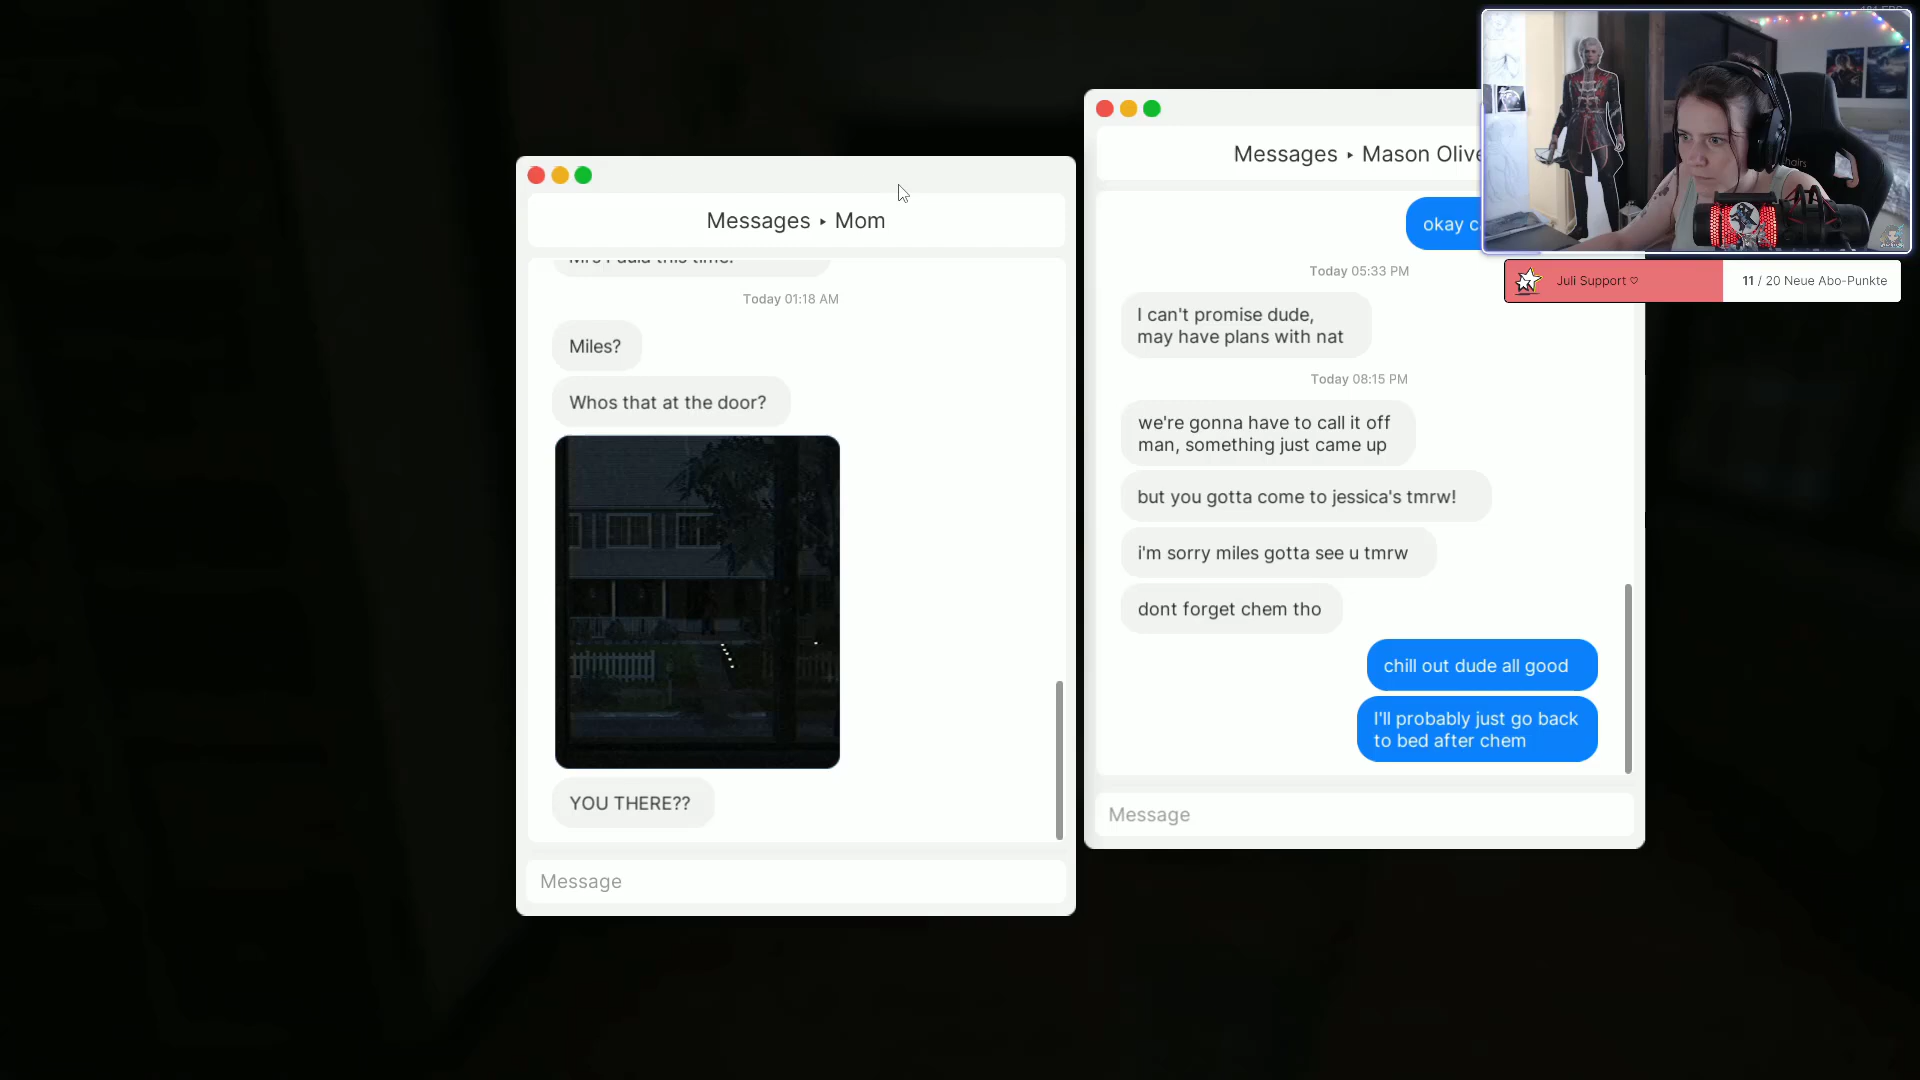 Messages ‣ Mom
Today 01:18 AM
Miles?
Whos that at the door?
YOU THERE??
Message
Messages ‣ Mason Olive
okay
Today 05:33 PM
I can't promise dude,
may have plans with nat
Today 08:15 PM
we're gonna have to call it off
man, something just came up
but you gotta come to jessica's tmrw!
i'm sorry miles gotta see u tmrw
dont forget chem tho
chill out dude all good
I'll probably just go back
to bed after chem
Message
Juli Support ♡
11 / 20 Neue Abo-Punkte